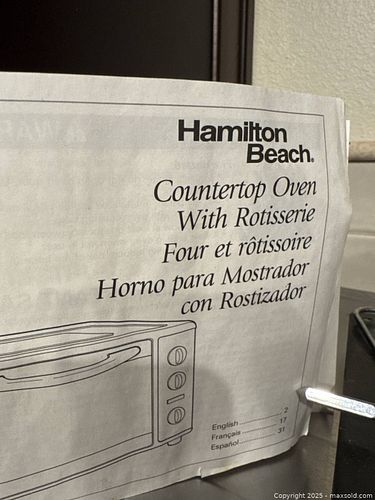 Hamilton
Beach.
Countertop Oven
With Rotisserie
Four et rôtissoire
Horno para Mostrador
con Rostizador
English 2
Français 17
Español 31
Copyright 2025 - maxsold.com